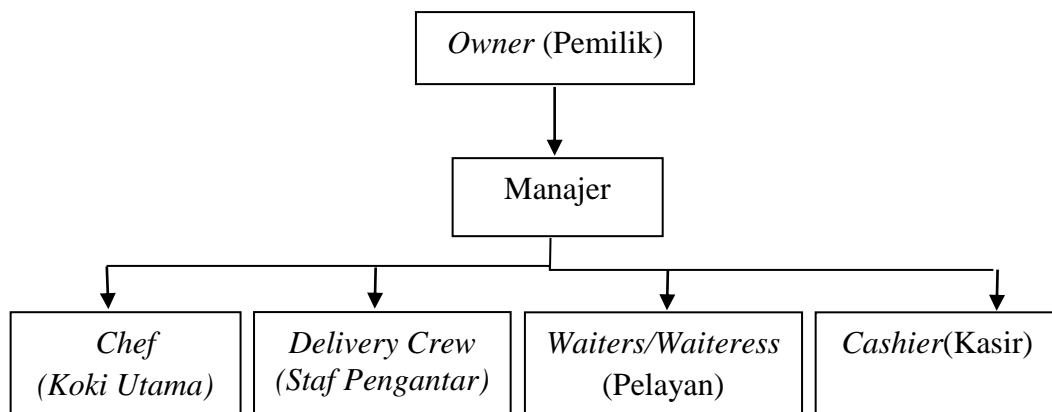 Owner (Pemilik)
Manajer
Chef
(Koki Utama)
Delivery Crew
(Staf Pengantar)
Waiters/Waiteress
(Pelayan)
Cashier(Kasir)